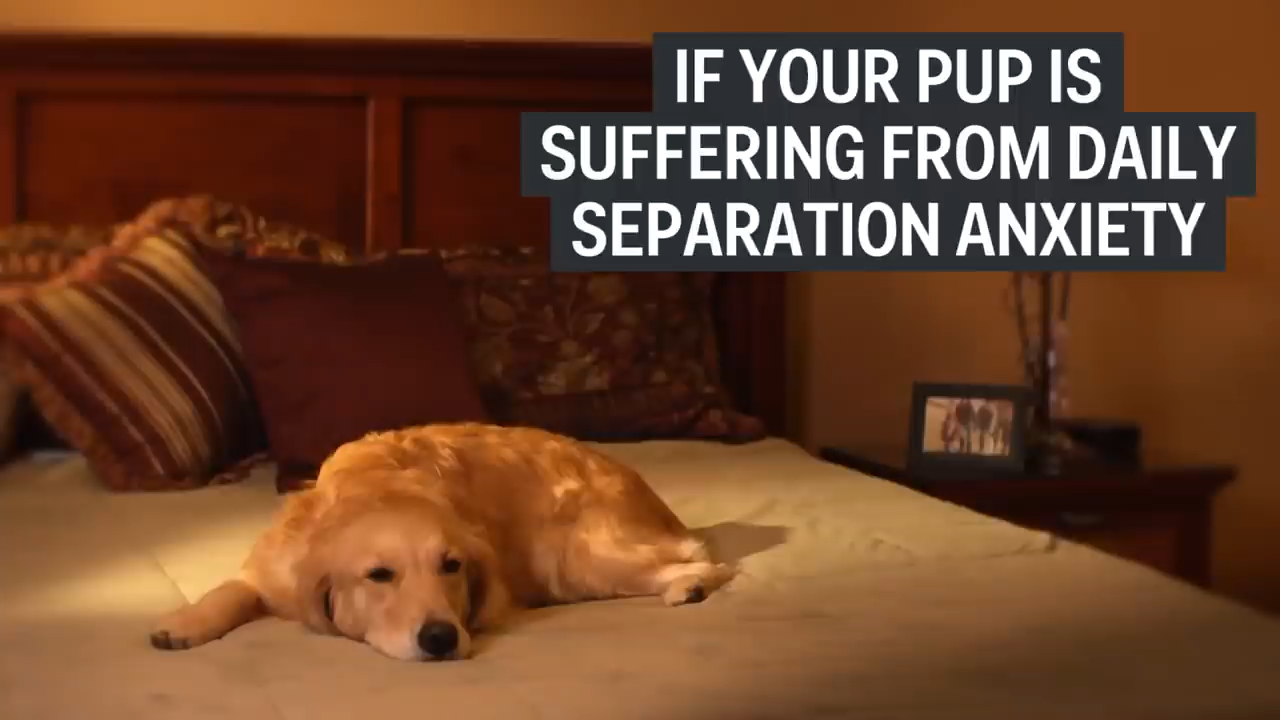 IF YOUR PUP IS
SUFFERING FROM DAILY
SEPARATION ANXIETY